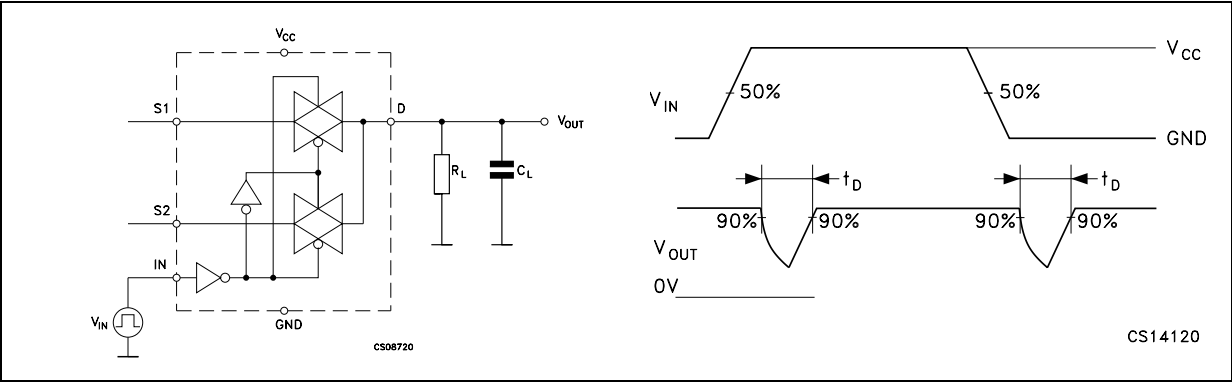 VCC
S1
D
VOUT
RL
CL
S2
IN
VIN
GND
CS08720
VCC
VIN
50%
50%
GND
tD
tD
90%
90%
90%
90%
VOUT
0V
CS14120